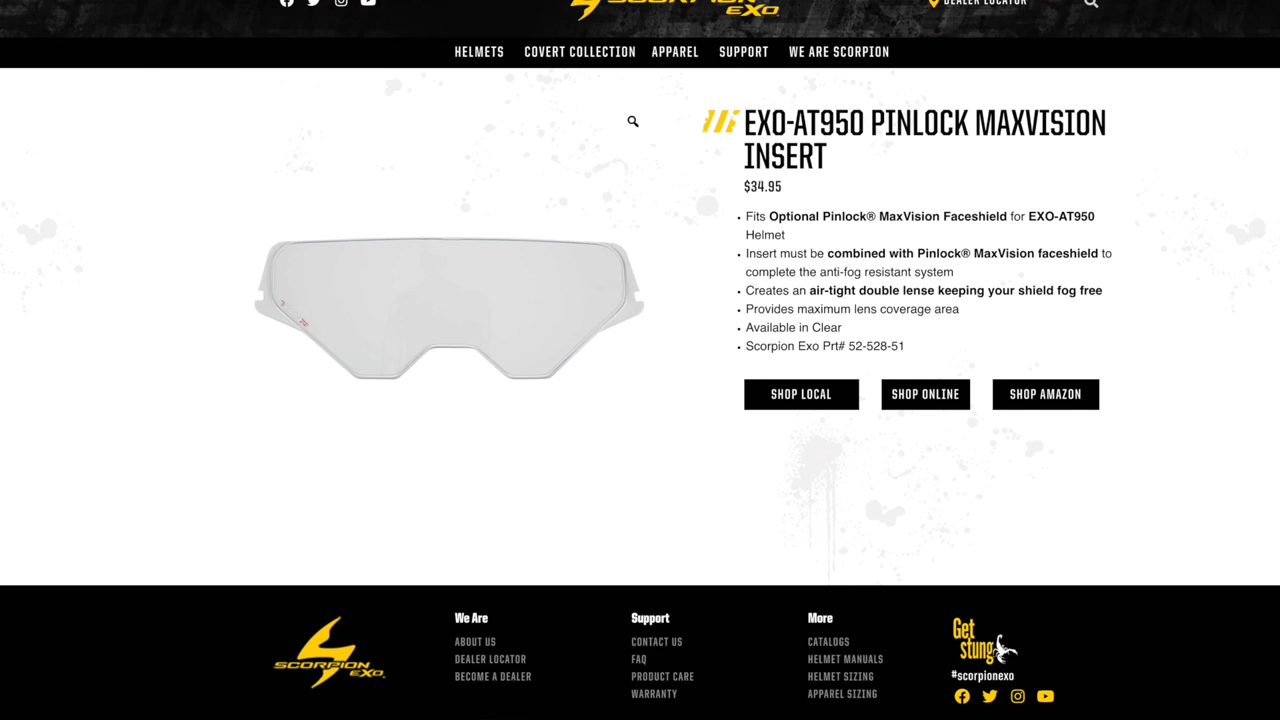 SCORPION
EXO
DEALER LOCATOR
HELMETS COVERT COLLECTION APPAREL SUPPORT WE ARE SCORPION
EXO-AT950 PINLOCK MAXVISION
INSERT
$34.95
• Fits Optional Pinlock® MaxVision Faceshield for EXO-AT950
Helmet
• Insert must be combined with Pinlock® MaxVision faceshield to
complete the anti-fog resistant system
• Creates an air-tight double lense keeping your shield fog free
• Provides maximum lens coverage area
• Available in Clear
• Scorpion Exo Prt# 52-528-51
SHOP LOCAL SHOP ONLINE SHOP AMAZON
SCORPION
EXO
We Are
ABOUT US
DEALER LOCATOR
BECOME A DEALER
Support
CONTACT US
FAQ
PRODUCT CARE
WARRANTY
More
CATALOGS
HELMET MANUALS
HELMET SIZING
APPAREL SIZING
Get
stung
#scorpionexo